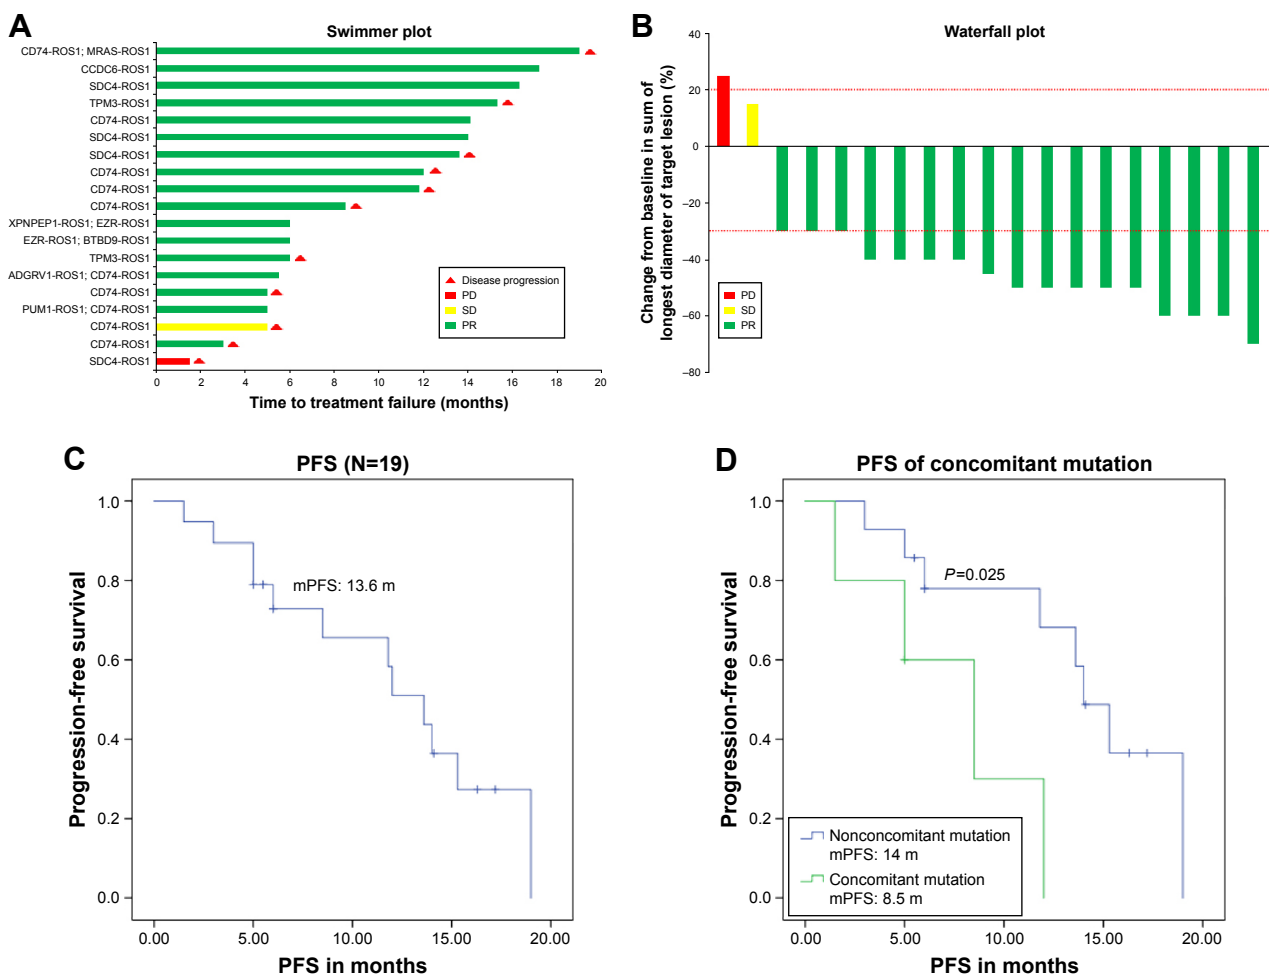 A
Swimmer plot
CD74-ROS1; MRAS-ROS1
CCDC6-ROS1
SDC4-ROS1
TPM3-ROS1
CD74-ROS1
SDC4-ROS1
SDC4-ROS1
CD74-ROS1
CD74-ROS1
CD74-ROS1
XPNPEP1-ROS1; EZR-ROS1
EZR-ROS1; BTBD9-ROS1
TPM3-ROS1
ADGRV1-ROS1; CD74-ROS1
CD74-ROS1
PUM1-ROS1; CD74-ROS1
CD74-ROS1
CD74-ROS1
SDC4-ROS1
Disease progression
PD
SD
PR
0 2 4 6 8 10 12 14 16 18 20
Time to treatment failure (months)
B
Waterfall plot
Change from baseline in sum of
longest diameter of target lesion (%)
40
20
0
−20
−40
−60
−80
PD
SD
PR
C
PFS (N=19)
Progression-free survival
1.0
0.8
0.6
0.4
0.2
0.0
mPFS: 13.6 m
0.00 5.00 10.00 15.00 20.00
PFS in months
D
PFS of concomitant mutation
Progression-free survival
1.0
0.8
0.6
0.4
0.2
0.0
P=0.025
Nonconcomitant mutation
mPFS: 14 m
Concomitant mutation
mPFS: 8.5 m
0.00 5.00 10.00 15.00 20.00
PFS in months